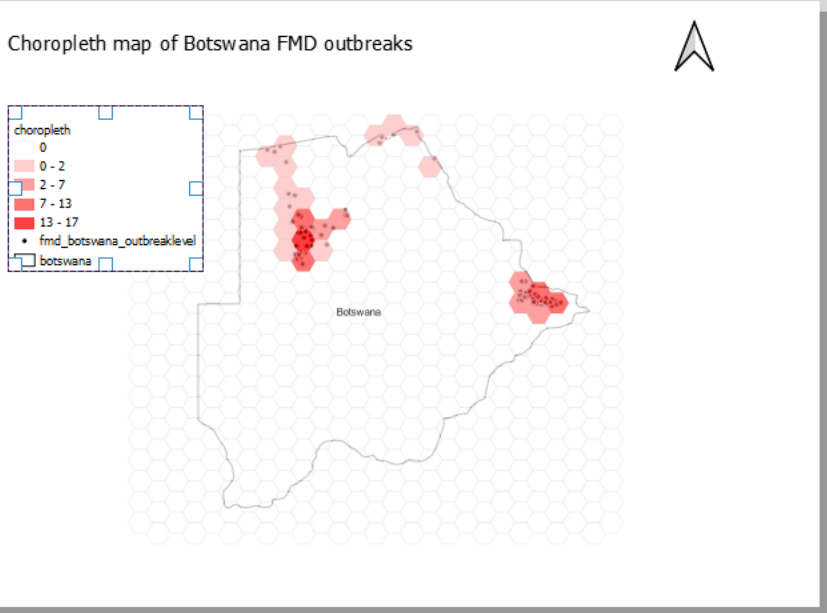 Choropleth map of Botswana FMD outbreaks
choropleth
0
0 - 2
2 - 7
7 - 13
13 - 17
fmd_botswana_outbreaklevel
botswana
Botswana